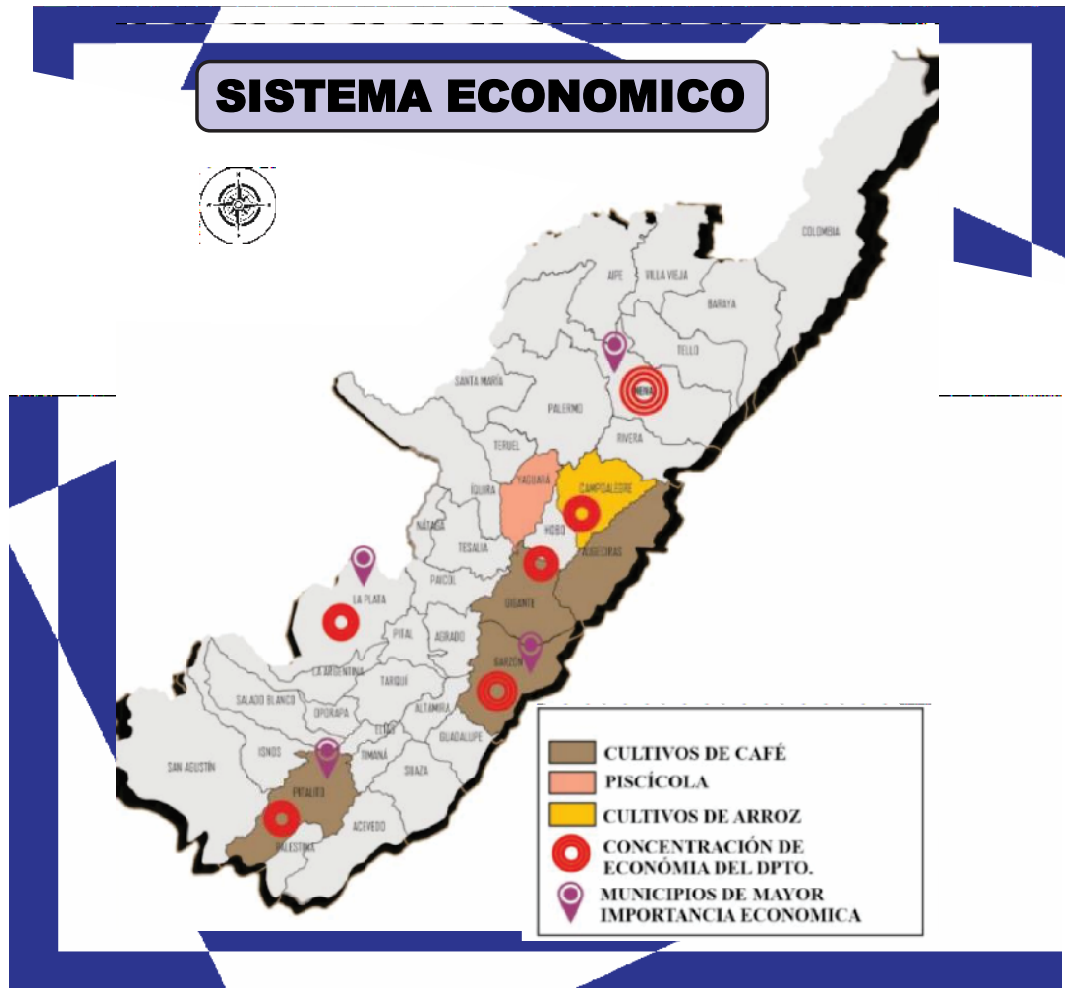 SISTEMA ECONOMICO
N
COLOMBIA
AIPE
VILLA VIEJA
BARAYA
TELLO
SANTA MARÍA
NEIVA
PALERMO
RIVERA
TERUEL
YAGUARÁ
CAMPOALEGRE
ÍQUIRA
HOBO
NÁTAGA
TESALIA
ALGECIRAS
PAICOL
LA PLATA
GIGANTE
PITAL
AGRADO
GARZÓN
LA ARGENTINA
TARQUÍ
SALADO BLANCO
OPORAPA
ALTAMIRA
ELÍAS
GUADALUPE
ISNOS
TIMANÁ
SUAZA
SAN AGUSTÍN
PITALITO
ACEVEDO
PALESTINA
CULTIVOS DE CAFÉ
PISCÍCOLA
CULTIVOS DE ARROZ
CONCENTRACIÓN DE
ECONÓMIA DEL DPTO.
MUNICIPIOS DE MAYOR
IMPORTANCIA ECONOMICA